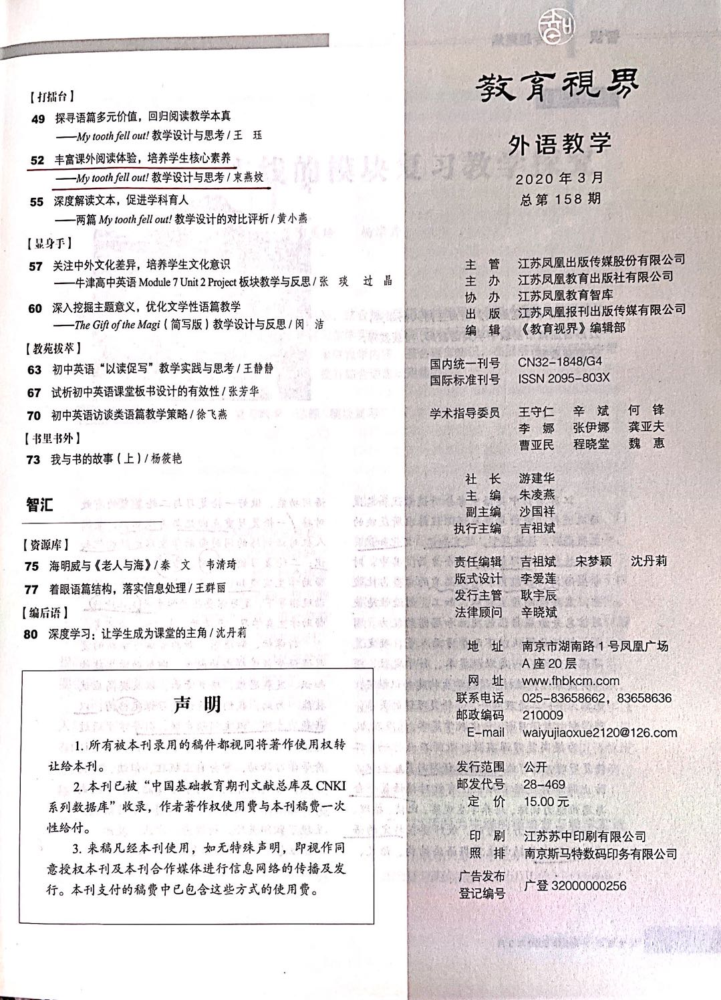 【打擂台】
49 探寻语篇多元价值，回归阅读教学本真
——My tooth fell out! 教学设计与思考/王 珏
52 丰富课外阅读体验，培养学生核心素养
——My tooth fell out! 教学设计与思考/束燕姣
55 深度解读文本，促进学科育人
——两篇 My tooth fell out! 教学设计的对比评析/黄小燕
【显身手】
57 关注中外文化差异，培养学生文化意识
——牛津高中英语 Module 7 Unit 2 Project 板块教学与反思/张 琰 过 晶
60 深入挖掘主题意义，优化文学性语篇教学
——The Gift of the Magi（简写版）教学设计与反思/闵 洁
【教苑拔萃】
63 初中英语“以读促写”教学实践与思考/王静静
67 试析初中英语课堂板书设计的有效性/张芳华
70 初中英语访谈类语篇教学策略/徐飞燕
【书里书外】
73 我与书的故事（上）/杨筱艳
智汇
【资源库】
75 海明威与《老人与海》/秦 文 韦清琦
77 着眼语篇结构，落实信息处理/王群丽
【编后语】
80 深度学习：让学生成为课堂的主角/沈丹莉
声 明
1. 所有被本刊录用的稿件都视同将著作使用权转
让给本刊。
2. 本刊已被“中国基础教育期刊文献总库及 CNKI
系列数据库”收录，作者著作权使用费与本刊稿费一次
性给付。
3. 来稿凡经本刊使用，如无特殊声明，即视作同
意授权本刊及本刊合作媒体进行信息网络的传播及发
行。本刊支付的稿费中已包含这些方式的使用费。
教育視界
外语教学
2020 年 3 月
总第 158 期
主 管 江苏凤凰出版传媒股份有限公司
主 办 江苏凤凰教育出版社有限公司
协 办 江苏凤凰教育智库
出 版 江苏凤凰报刊出版传媒有限公司
编 辑 《教育视界》编辑部
国内统一刊号 CN32-1848/G4
国际标准刊号 ISSN 2095-803X
学术指导委员 王守仁 辛 斌 何 锋
李 娜 张伊娜 龚亚夫
曹亚民 程晓堂 魏 惠
社 长 游建华
主 编 朱凌燕
副主编 沙国祥
执行主编 吉祖斌
责任编辑 吉祖斌 宋梦颖 沈丹莉
版式设计 李爱莲
发行主管 耿宇辰
法律顾问 辛晓斌
地 址 南京市湖南路 1 号凤凰广场
A 座 20 层
网 址 www.fhbkcm.com
联系电话 025-83658662，83658636
邮政编码 210009
E-mail waiyujiaoxue2120@126.com
发行范围 公开
邮发代号 28-469
定 价 15.00 元
印 刷 江苏苏中印刷有限公司
照 排 南京斯马特数码印务有限公司
广告发布
登记编号 广登 32000000256